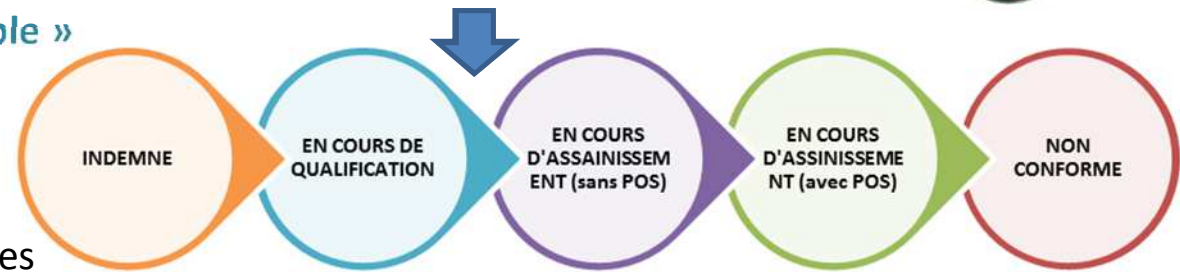 ple »
INDEMNE
EN COURS DE
QUALIFICATION
EN COURS
D'ASSAINISSEM
ENT (sans POS)
EN COURS
D'ASSINISSEME
NT (avec POS)
NON
CONFORME
es